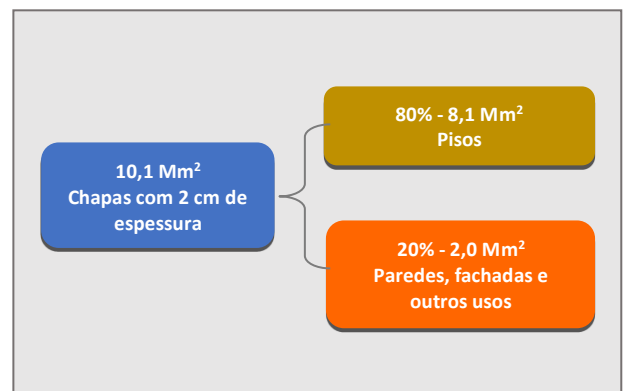 10,1 Mm²
Chapas com 2 cm de
espessura
80% - 8,1 Mm²
Pisos
20% - 2,0 Mm²
Paredes, fachadas e
outros usos